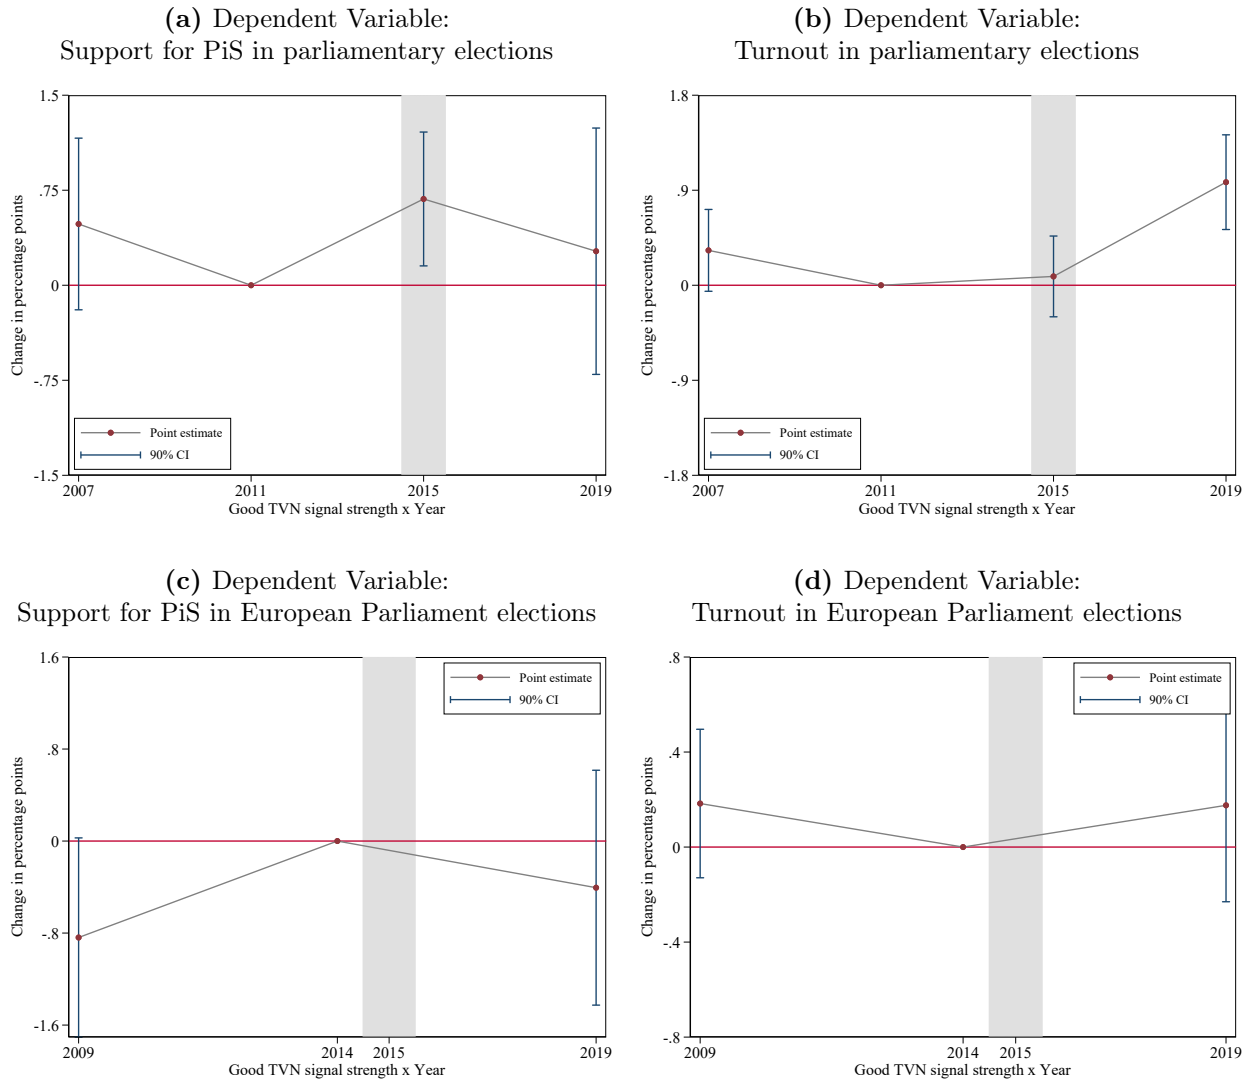 (a) Dependent Variable:
Support for PiS in parliamentary elections
1.5
.75
0
-.75
-1.5
Change in percentage points
Point estimate
90% CI
2007 2011 2015 2019
Good TVN signal strength x Year
(b) Dependent Variable:
Turnout in parliamentary elections
1.8
.9
0
-.9
-1.8
Change in percentage points
Point estimate
90% CI
2007 2011 2015 2019
Good TVN signal strength x Year
(c) Dependent Variable:
Support for PiS in European Parliament elections
1.6
.8
0
-.8
-1.6
Change in percentage points
Point estimate
90% CI
2009 2014 2015 2019
Good TVN signal strength x Year
(d) Dependent Variable:
Turnout in European Parliament elections
.8
.4
0
-.4
-.8
Change in percentage points
Point estimate
90% CI
2009 2014 2015 2019
Good TVN signal strength x Year